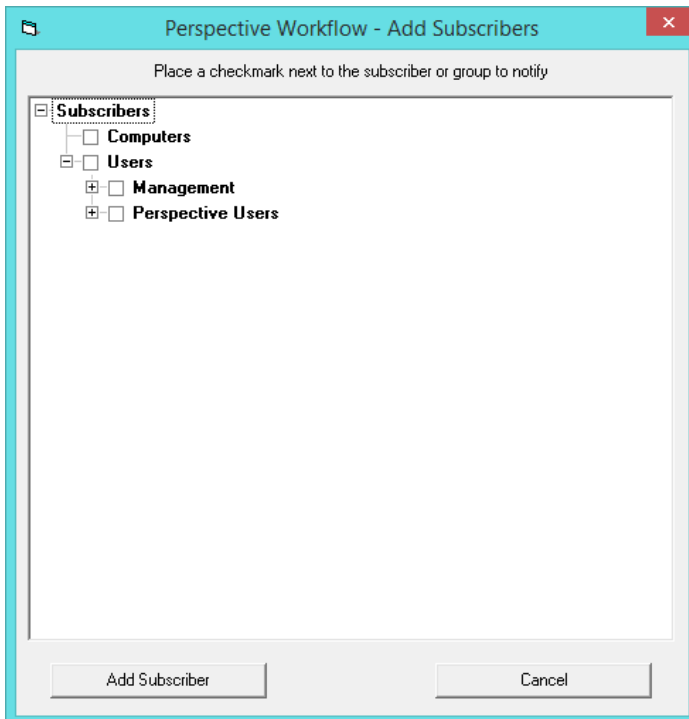 Perspective Workflow - Add Subscribers
Place a checkmark next to the subscriber or group to notify
Subscribers
Computers
Users
Management
Perspective Users
Add Subscriber
Cancel